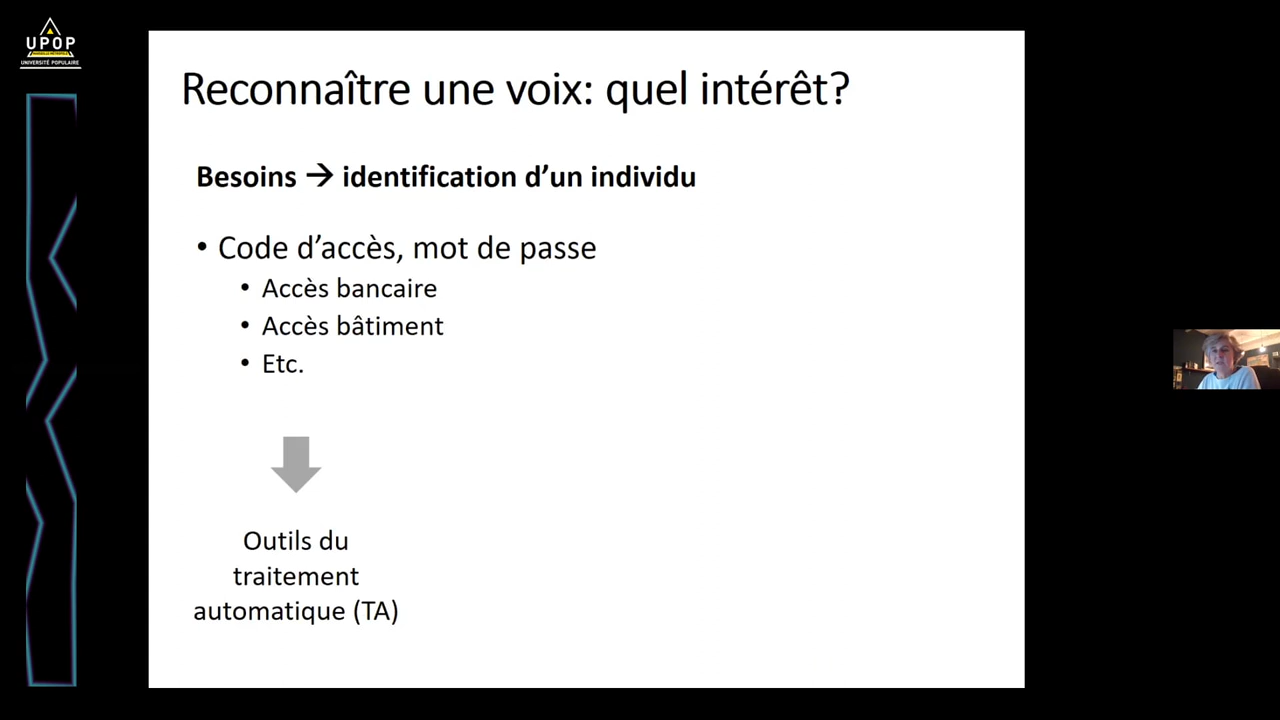 UPOP
UNIVERSITÉ POPULAIRE
Reconnaître une voix: quel intérêt?
Besoins → identification d’un individu
• Code d’accès, mot de passe
• Accès bancaire
• Accès bâtiment
• Etc.
Outils du
traitement
automatique (TA)